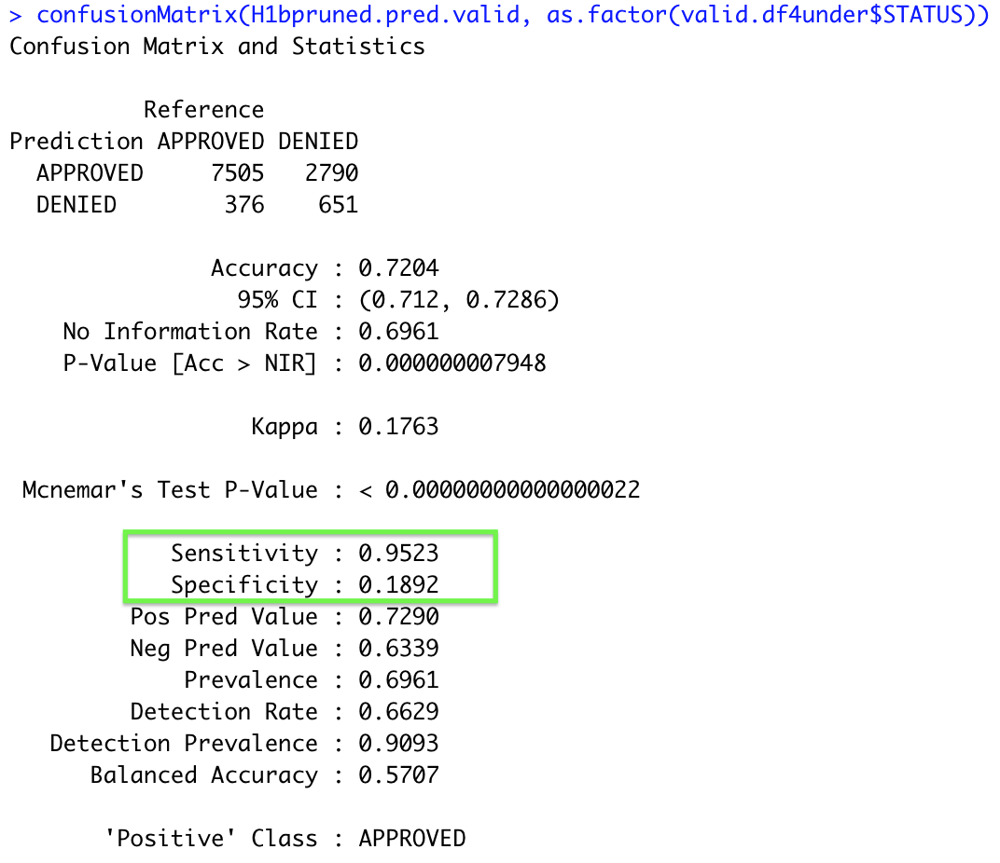 > confusionMatrix(H1bpruned.pred.valid, as.factor(valid.df4under$STATUS))
Confusion Matrix and Statistics
Reference
Prediction APPROVED DENIED
APPROVED 7505 2790
DENIED 376 651
Accuracy : 0.7204
95% CI : (0.712, 0.7286)
No Information Rate : 0.6961
P-Value [Acc > NIR] : 0.000000007948
Kappa : 0.1763
Mcnemar's Test P-Value : < 0.00000000000000022
Sensitivity : 0.9523
Specificity : 0.1892
Pos Pred Value : 0.7290
Neg Pred Value : 0.6339
Prevalence : 0.6961
Detection Rate : 0.6629
Detection Prevalence : 0.9093
Balanced Accuracy : 0.5707
'Positive' Class : APPROVED